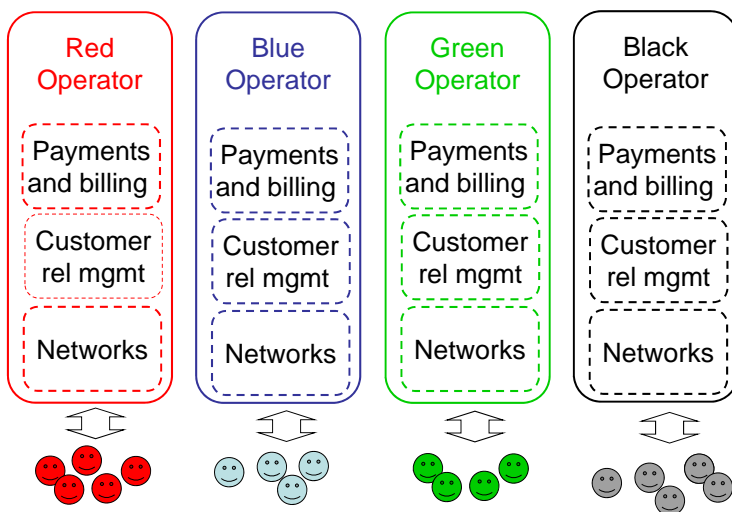 Red
Operator
Payments
and billing
Customer
rel mgmt
Networks
Blue
Operator
Payments
and billing
Customer
rel mgmt
Networks
Green
Operator
Payments
and billing
Customer
rel mgmt
Networks
Black
Operator
Payments
and billing
Customer
rel mgmt
Networks